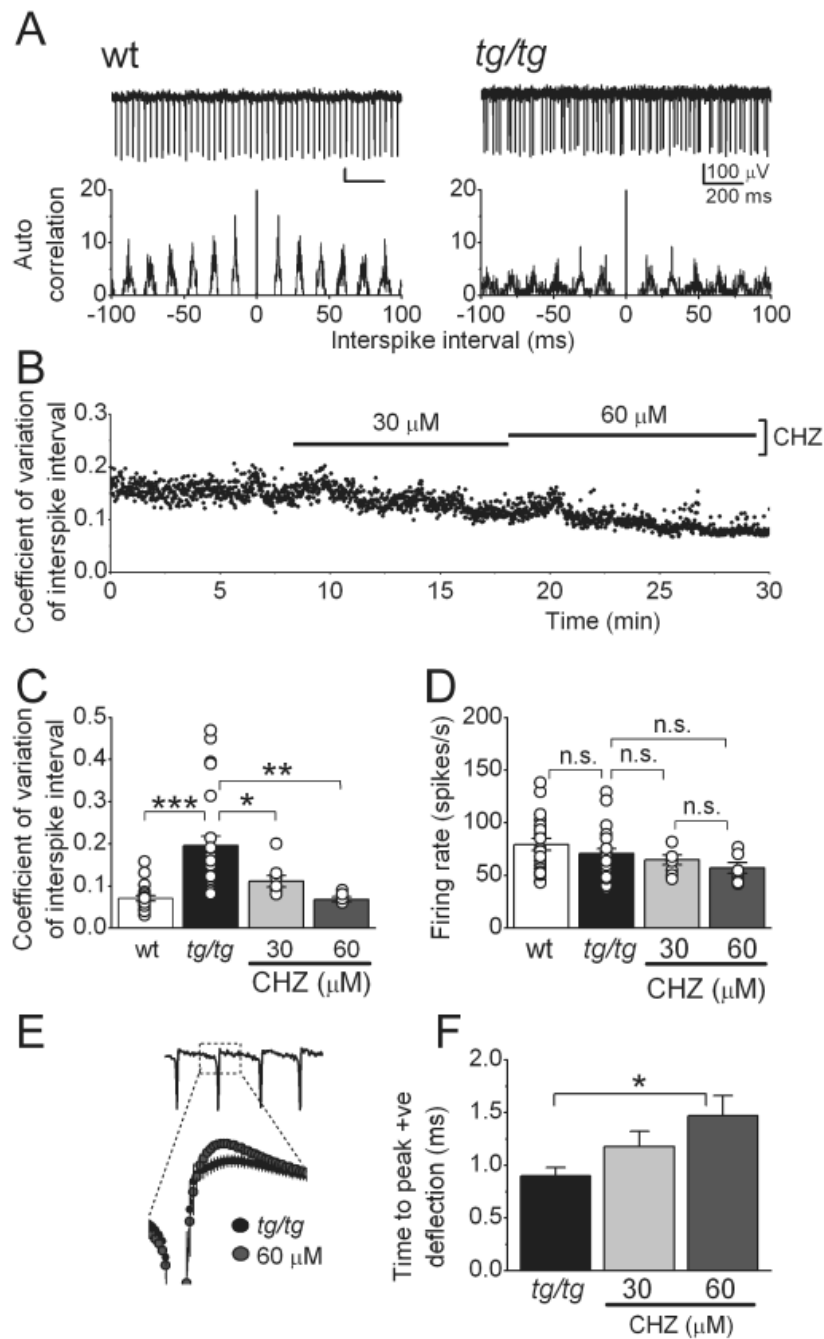 A
wt
tg/tg
100 μV
200 ms
Auto
correlation
20
10
0
-100 -50 0 50 100
20
10
0
-100 -50 0 50 100
Interspike interval (ms)
B
Coefficient of variation
of interspike interval
0.3
0.2
0.1
0.0
30 μM
60 μM
CHZ
0 5 10 15 20 25 30
Time (min)
C
Coefficient of variation
of interspike interval
0.5
0.4
0.3
0.2
0.1
0.0
***
*
**
wt tg/tg 30 60
CHZ (μM)
D
Firing rate (spikes/s)
200
150
100
50
0
n.s.
n.s.
n.s.
n.s.
wt tg/tg 30 60
CHZ (μM)
E
tg/tg
60 μM
F
Time to peak +ve
deflection (ms)
2.0
1.5
1.0
0.5
0.0
*
tg/tg 30 60
CHZ (μM)